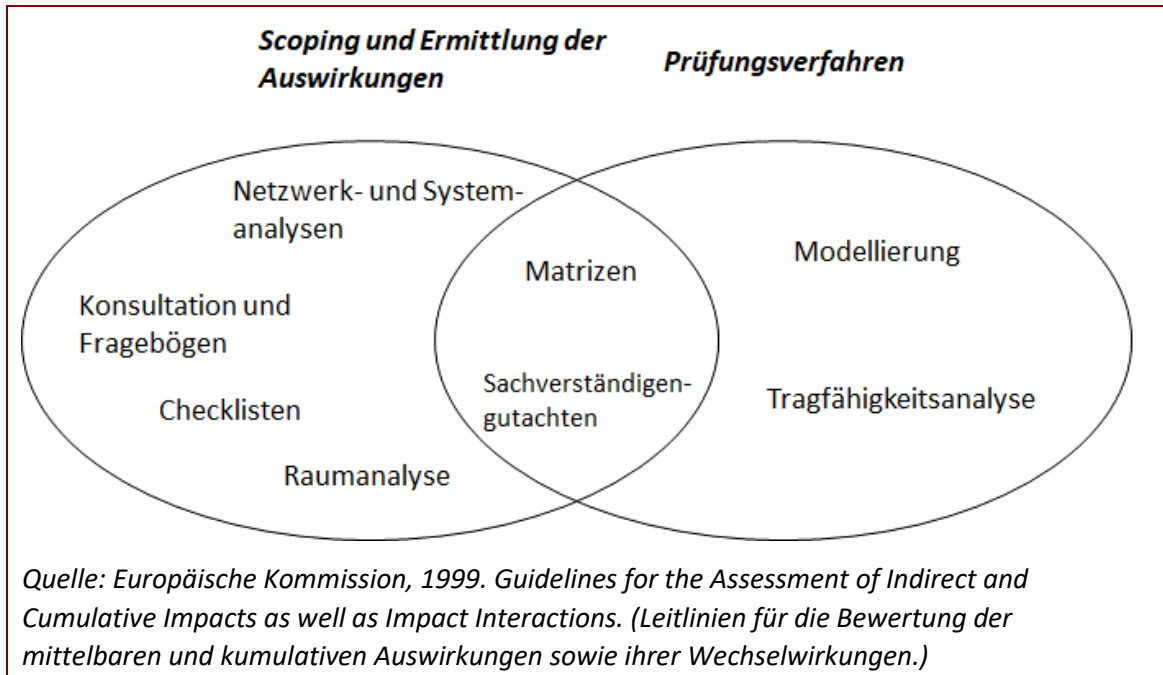 Scoping und Ermittlung der
Auswirkungen
Prüfungsverfahren
Netzwerk- und System-
analysen
Konsultation und
Fragebögen
Checklisten
Raumanalyse
Matrizen
Sachverständigen-
gutachten
Modellierung
Tragfähigkeitsanalyse
Quelle: Europäische Kommission, 1999. Guidelines for the Assessment of Indirect and
Cumulative Impacts as well as Impact Interactions. (Leitlinien für die Bewertung der
mittelbaren und kumulativen Auswirkungen sowie ihrer Wechselwirkungen.)